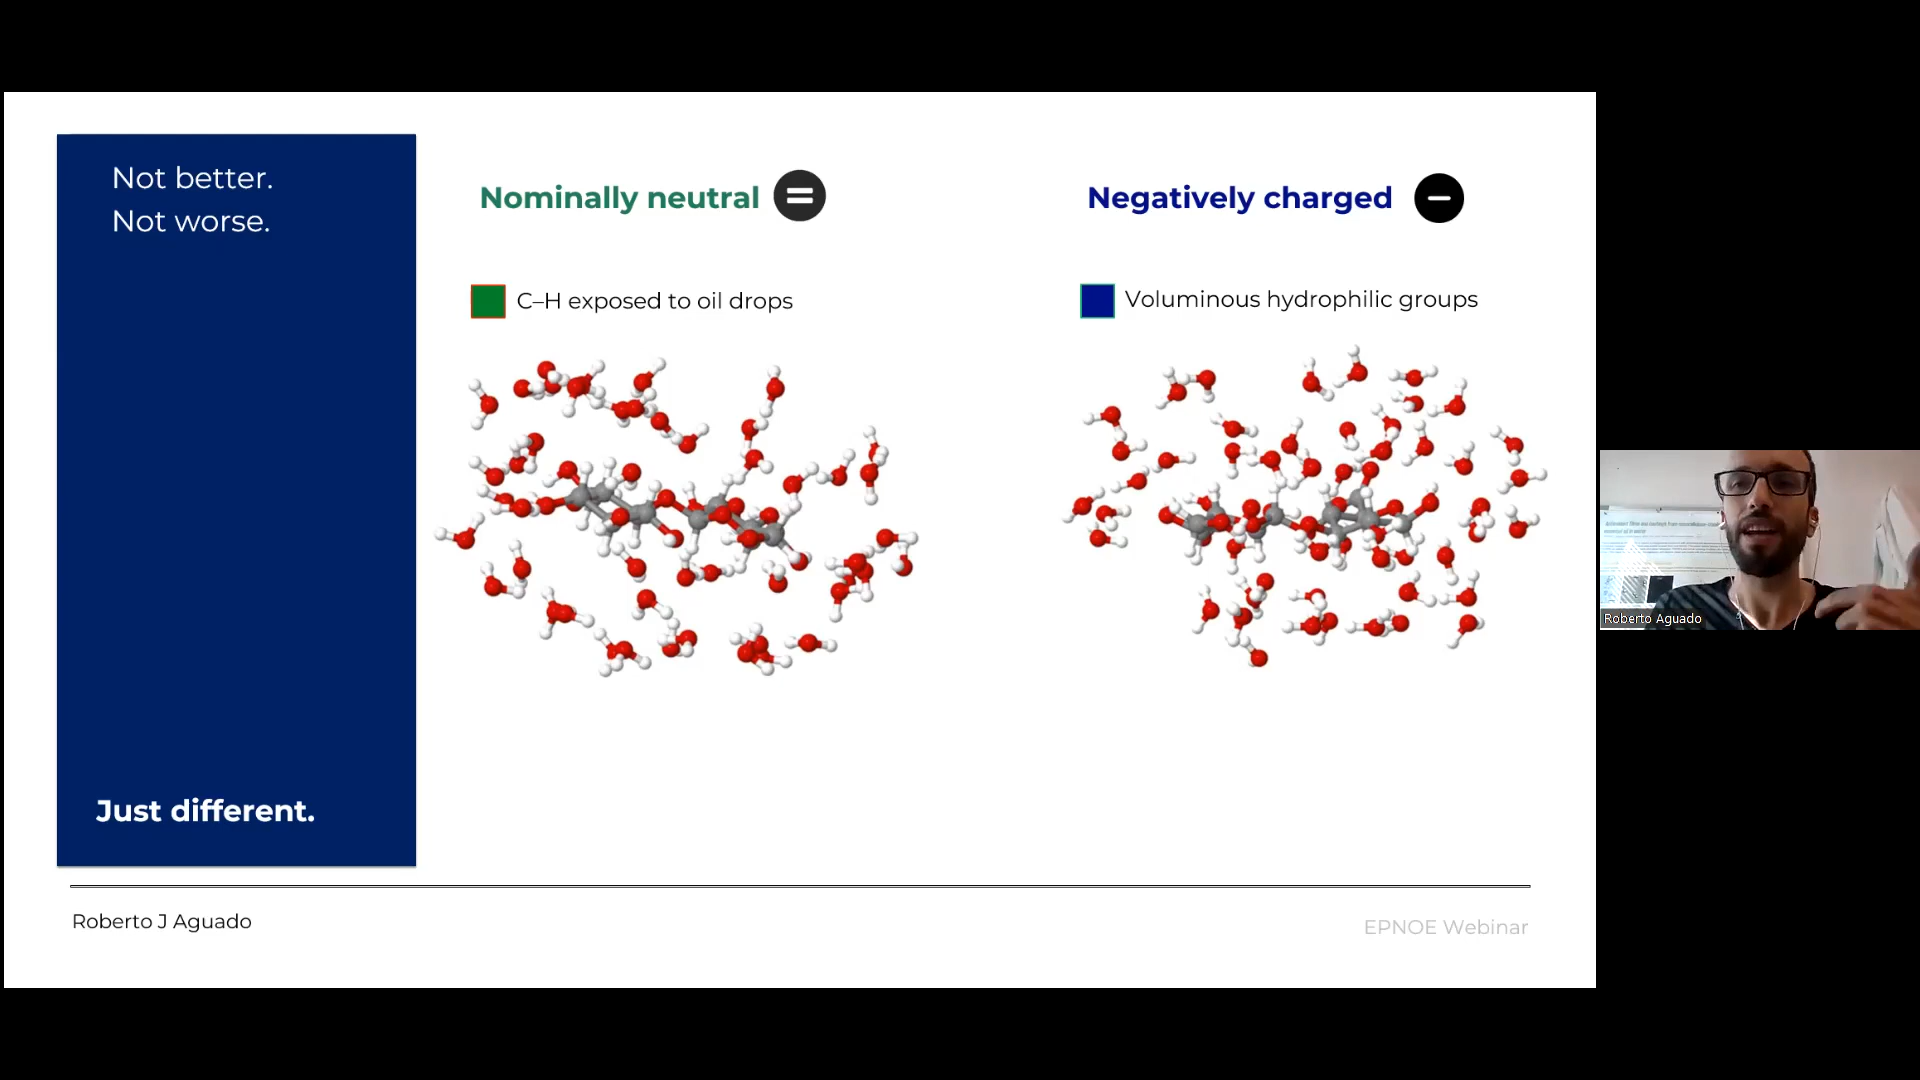 Not better.
Not worse.
Just different.
Nominally neutral
C–H exposed to oil drops
Negatively charged
Voluminous hydrophilic groups
Roberto J Aguado
EPNOE Webinar
Roberto Aguado